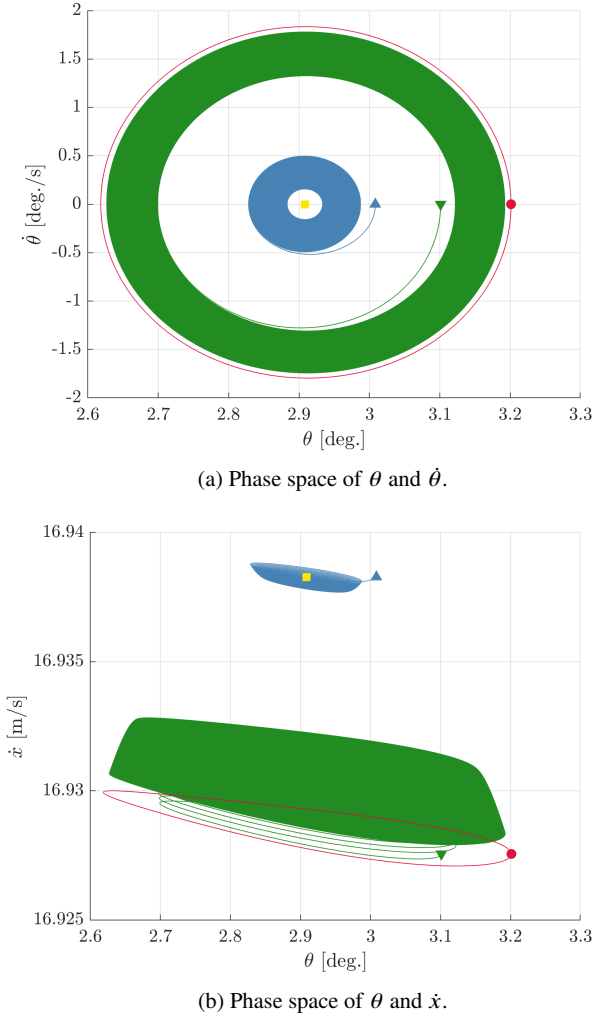 2
1.5
1
0.5
0
-0.5
-1
-1.5
-2
θ̇ [deg./s]
2.6 2.7 2.8 2.9 3 3.1 3.2 3.3
θ [deg.]
(a) Phase space of θ and θ̇.
16.94
16.935
16.93
16.925
ẋ [m/s]
2.6 2.7 2.8 2.9 3 3.1 3.2 3.3
θ [deg.]
(b) Phase space of θ and ẋ.